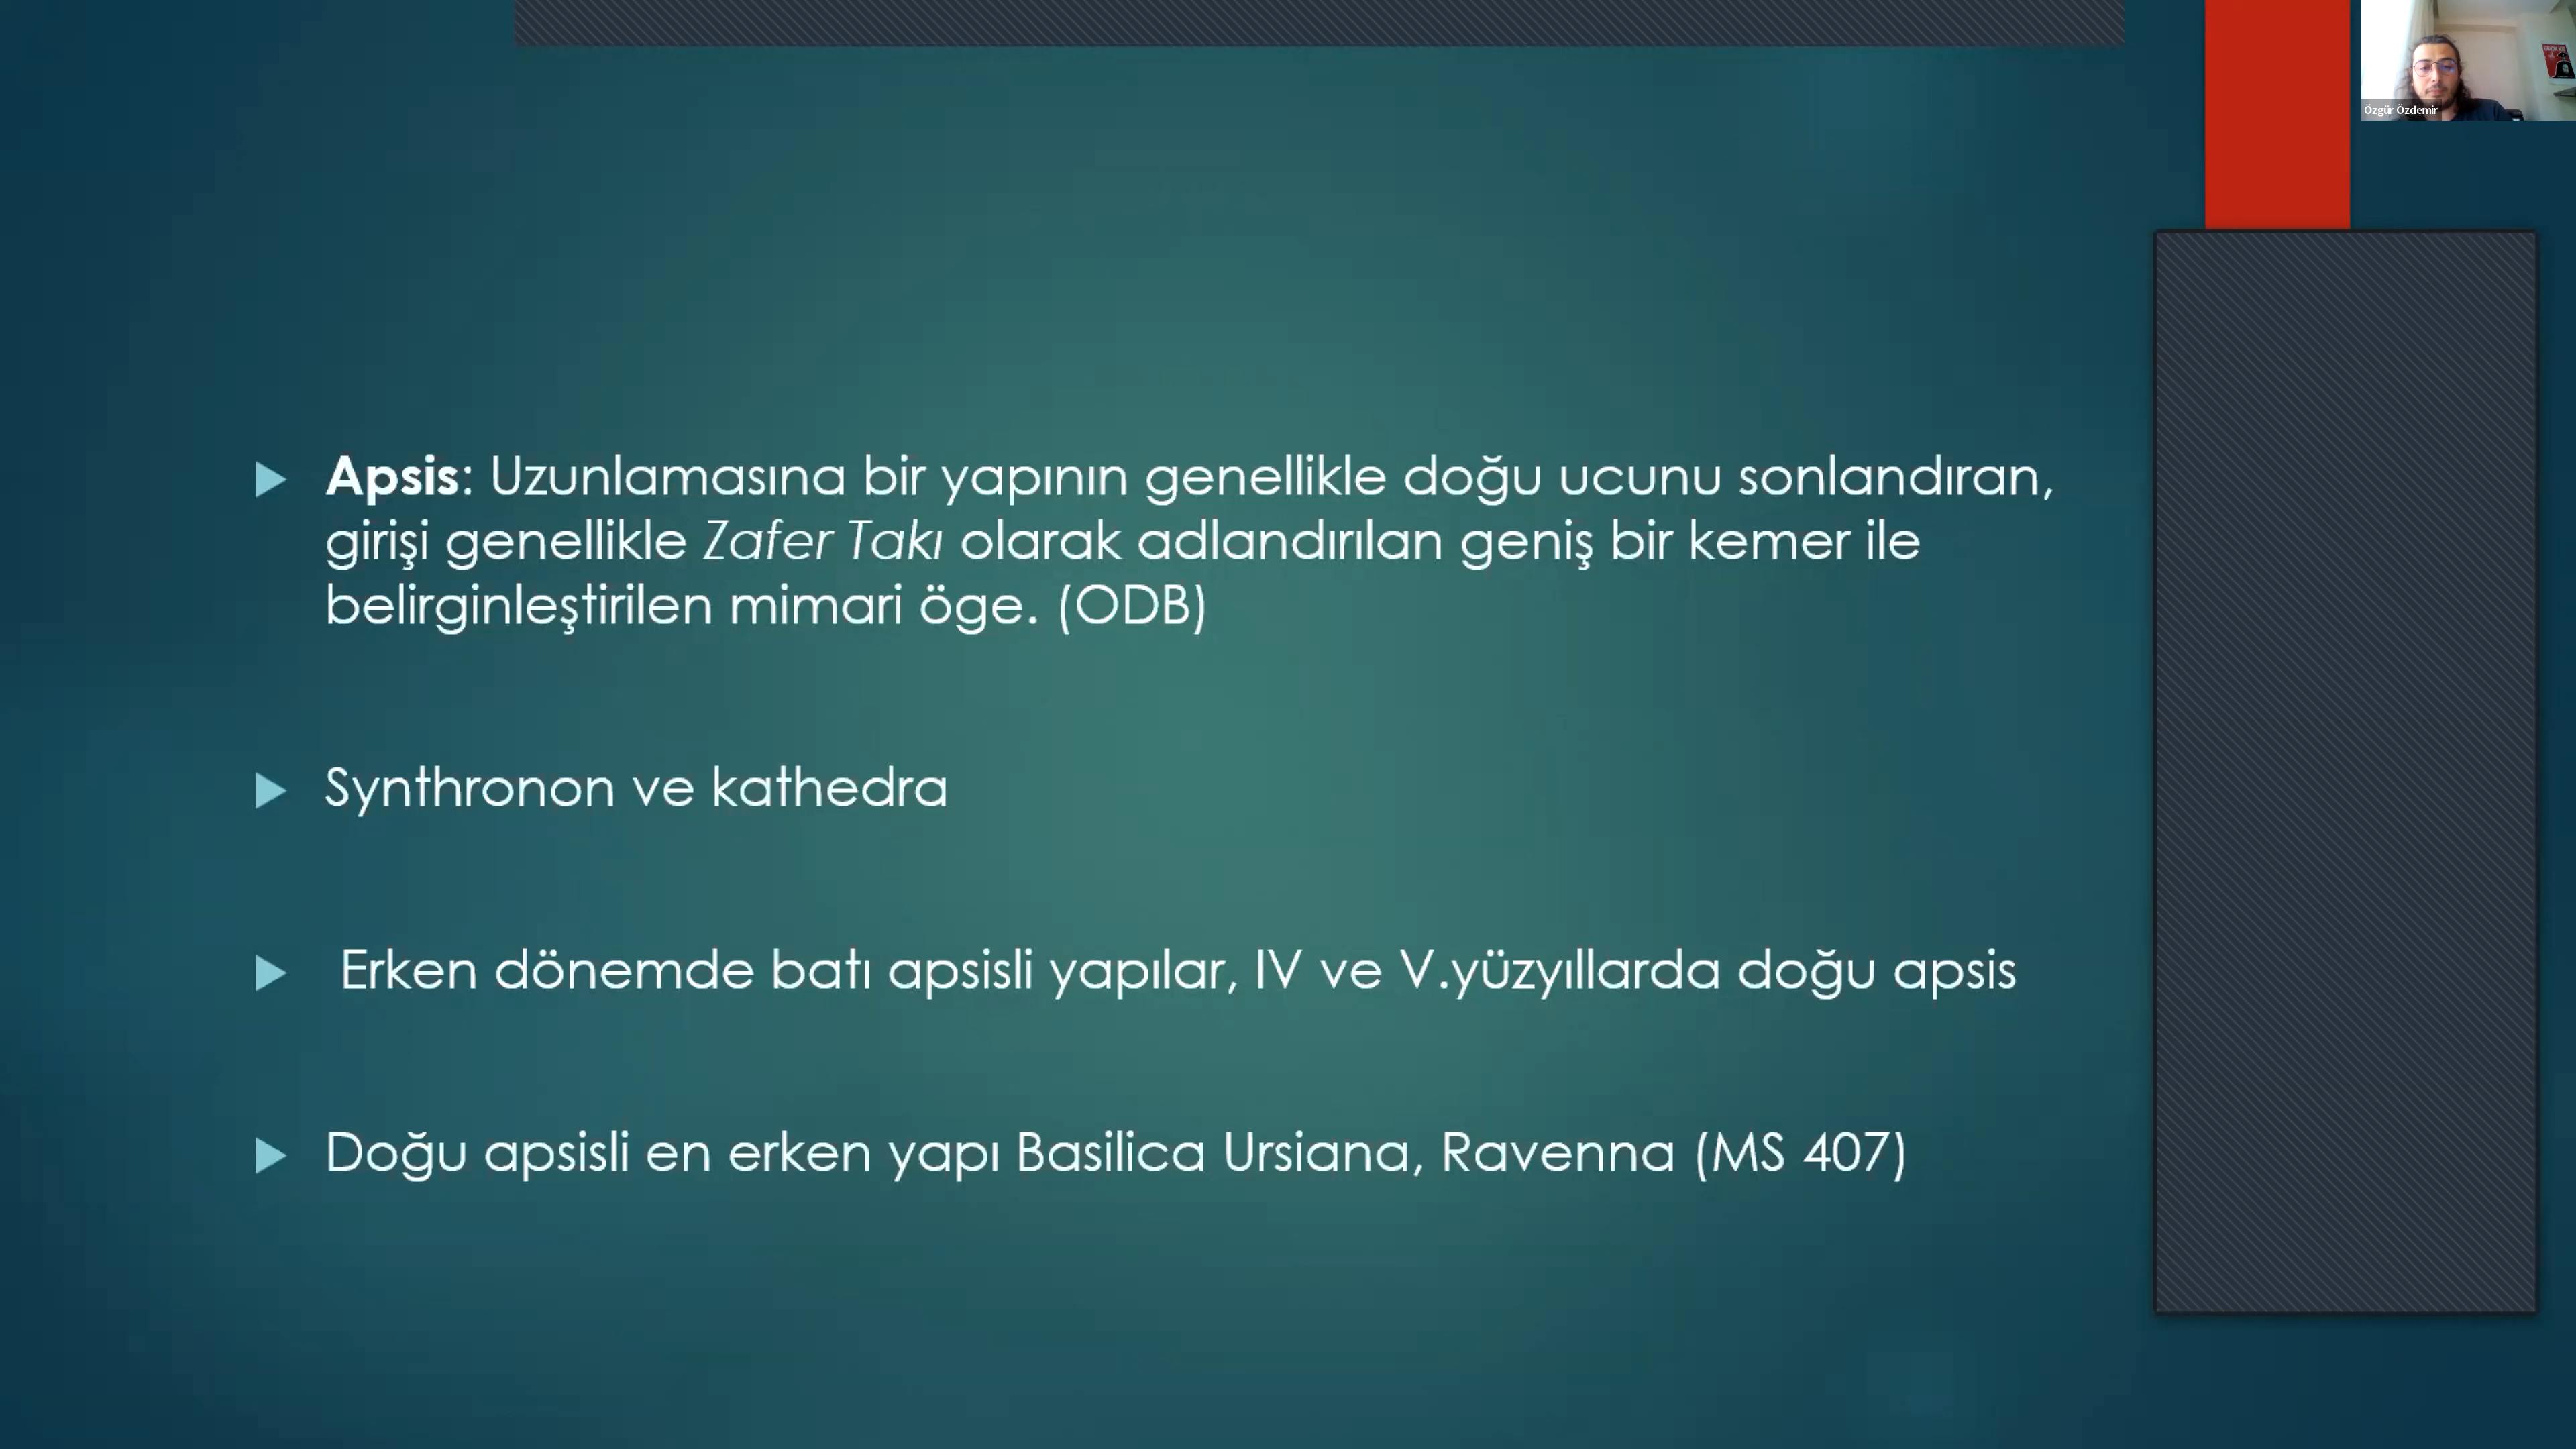 Özgür Özdemir
Apsis: Uzunlamasına bir yapının genellikle doğu ucunu sonlandıran,
girişi genellikle Zafer Takı olarak adlandırılan geniş bir kemer ile
belirginleştirilen mimari öge. (ODB)
Synthronon ve kathedra
Erken dönemde batı apsisli yapılar, IV ve V.yüzyıllarda doğu apsis
Doğu apsisli en erken yapı Basilica Ursiana, Ravenna (MS 407)